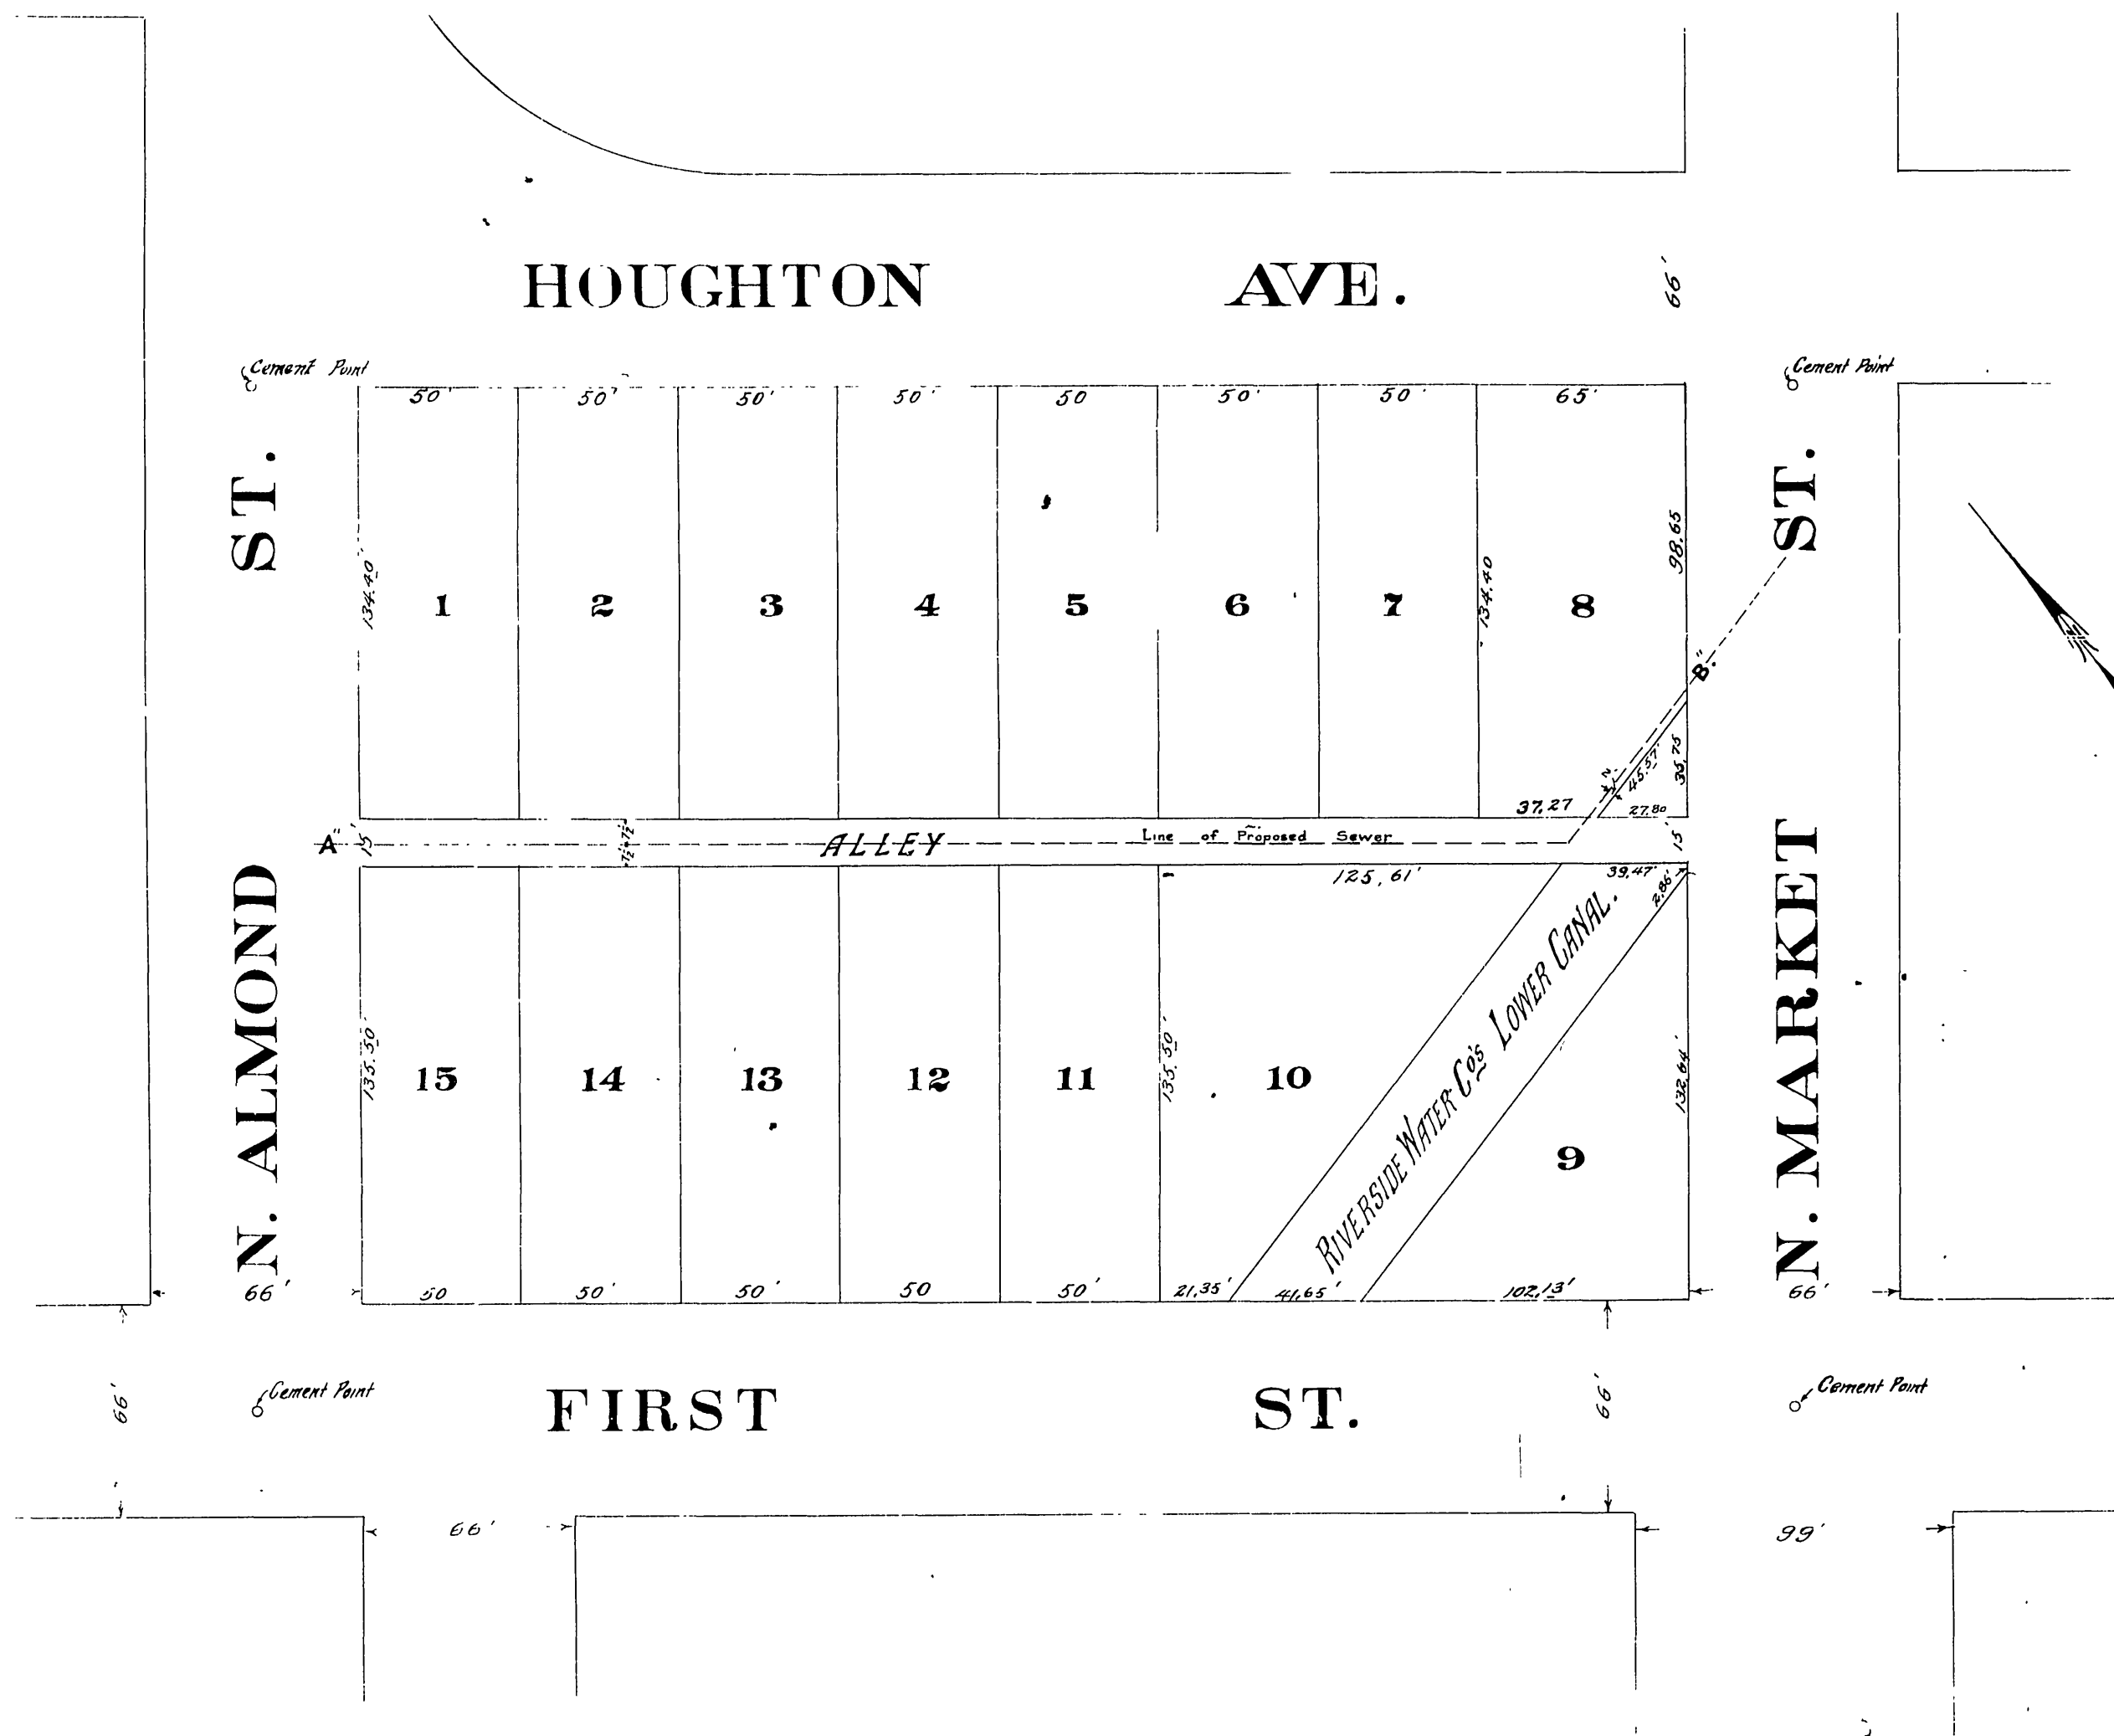 HOUGHTON AVE.
66'
Cement Point
Cement Point
50' 50' 50' 50' 50 50' 50' 65'
N. ALMOND ST.
N. MARKET ST.
134.40'
134.40
98.65
1 2 3 4 5 6 7 8
"B."
2'
45.57'
35,75
37,27
27.80
"A"
15'
7½' 7½'
ALLEY
Line of Proposed Sewer
15'
125,61'
39,47'
2,86'
RIVERSIDE WATER Co's LOWER CANAL.
135.50'
135.50'
132,64'
15 14 13 12 11 10
9
66' 50 50' 50' 50 50' 21,35' 41,65' 102,13' 66'
Cement Point
Cement Point
66'
FIRST ST.
66'
66'
99'